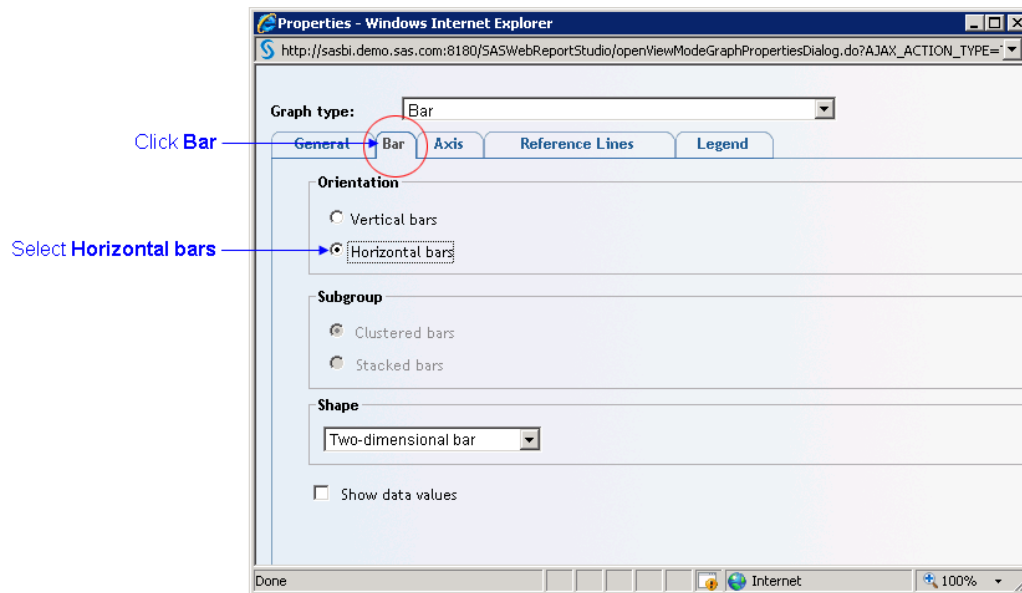 Properties - Windows Internet Explorer
http://sasbi.demo.sas.com:8180/SASWebReportStudio/openViewModeGraphPropertiesDialog.do?AJAX_ACTION_TYPE=
Graph type: Bar
Click Bar
General Bar Axis Reference Lines Legend
Orientation
Vertical bars
Select Horizontal bars
Horizontal bars
Subgroup
Clustered bars
Stacked bars
Shape
Two-dimensional bar
Show data values
Done Internet 100%